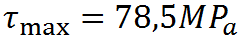 τmax = 78,5MPa